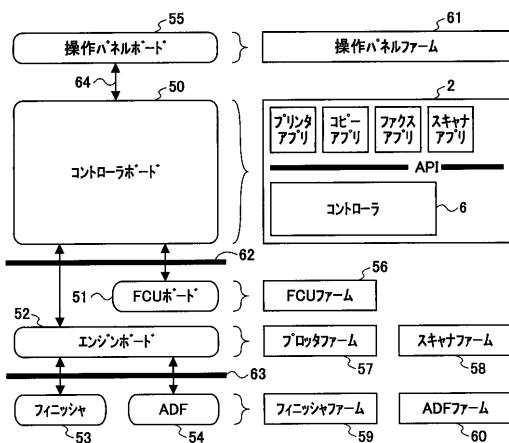 55
操作ﾊﾟﾈﾙﾎﾞｰﾄﾞ
61
操作ﾊﾟﾈﾙﾌｧｰﾑ
64
50
ｺﾝﾄﾛｰﾗﾎﾞｰﾄﾞ
2
ﾌﾟﾘﾝﾀ
ｱﾌﾟﾘ
ｺﾋﾟｰ
ｱﾌﾟﾘ
ﾌｧｸｽ
ｱﾌﾟﾘ
ｽｷｬﾅ
ｱﾌﾟﾘ
API
ｺﾝﾄﾛｰﾗ
6
62
51
FCUﾎﾞｰﾄﾞ
56
FCUﾌｧｰﾑ
52
ｴﾝｼﾞﾝﾎﾞｰﾄﾞ
ﾌﾟﾛｯﾀﾌｧｰﾑ
57
ｽｷｬﾅﾌｧｰﾑ
58
63
ﾌｨﾆｯｼｬ
53
ADF
54
ﾌｨﾆｯｼｬﾌｧｰﾑ
59
ADFﾌｧｰﾑ
60